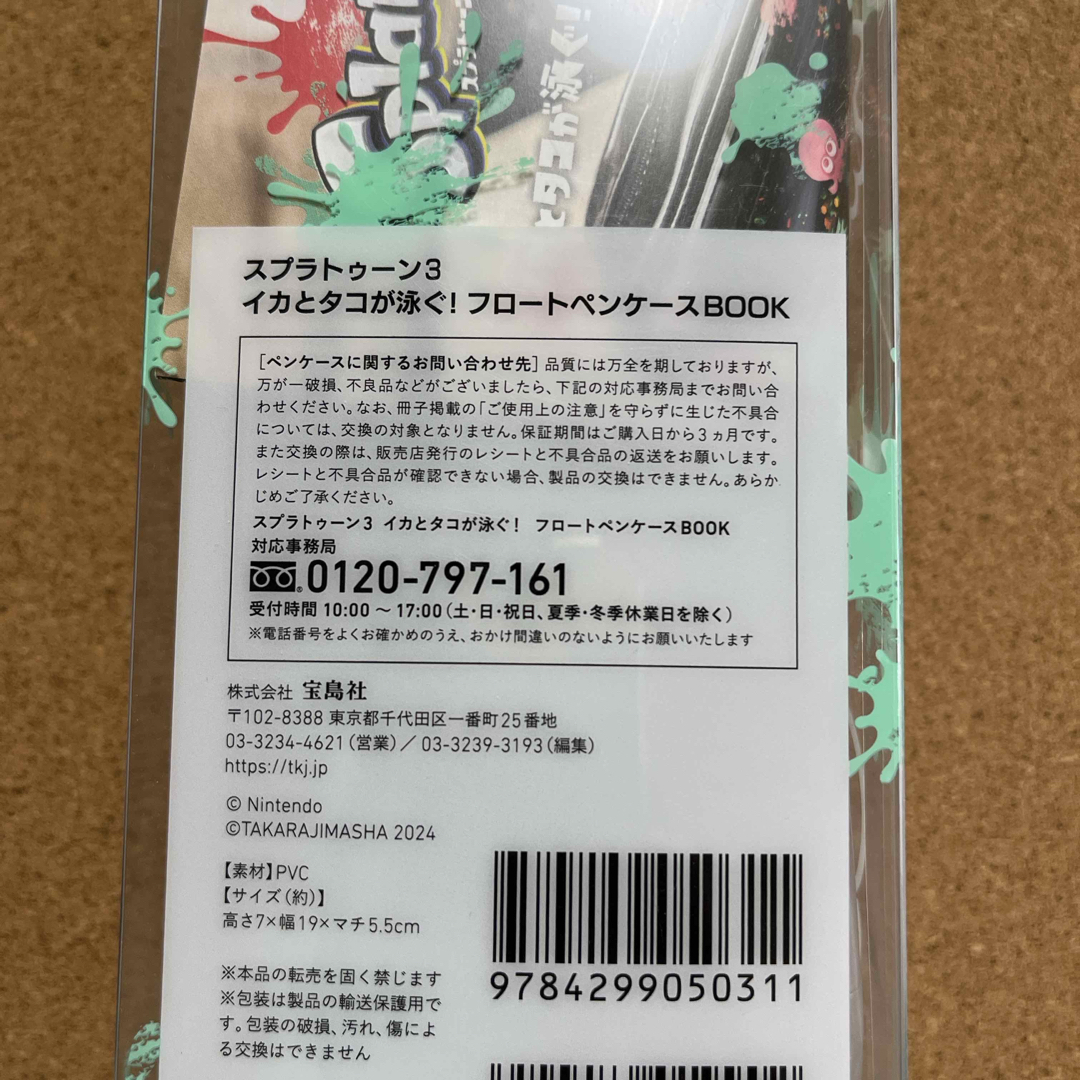 Spla
とタコが泳ぐ!
スプラトゥーン3
イカとタコが泳ぐ! フロートペンケースBOOK
[ペンケースに関するお問い合わせ先] 品質には万全を期しておりますが、
万が一破損、不良品などがございましたら、下記の対応事務局までお問い合
わせください。なお、冊子掲載の「ご使用上の注意」を守らずに生じた不具合
については、交換の対象となりません。保証期間はご購入日から3ヵ月です。
また交換の際は、販売店発行のレシートと不具合品の返送をお願いします。
レシートと不具合品が確認できない場合、製品の交換はできません。あらか
じめご了承ください。
スプラトゥーン3 イカとタコが泳ぐ! フロートペンケースBOOK
対応事務局
0120-797-161
受付時間 10:00 ～ 17:00(土・日・祝日、夏季・冬季休業日を除く)
※電話番号をよくお確かめのうえ、おかけ間違いのないようにお願いいたします
株式会社 宝島社
〒102-8388 東京都千代田区一番町25番地
03-3234-4621(営業)/ 03-3239-3193(編集)
https://tkj.jp
© Nintendo
©TAKARAJIMASHA 2024
【素材】PVC
【サイズ(約)】
高さ7×幅19×マチ5.5cm
※本品の転売を固く禁じます
※包装は製品の輸送保護用で
す。包装の破損、汚れ、傷によ
る交換はできません
9784299050311